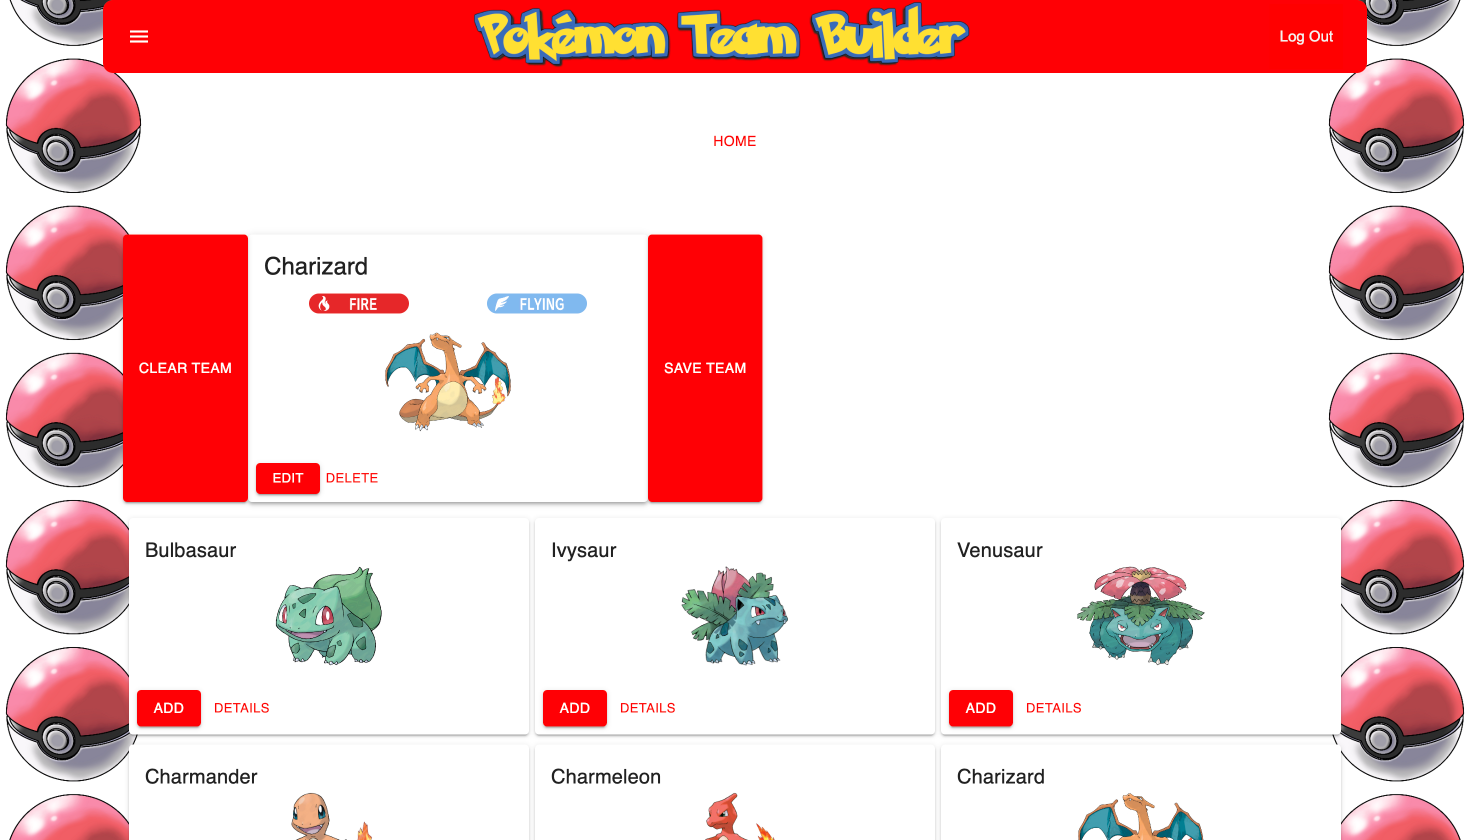 Pokémon Team Builder
Log Out
HOME
CLEAR TEAM
Charizard
FIRE
FLYING
EDIT
DELETE
SAVE TEAM
Bulbasaur
ADD
DETAILS
Ivysaur
ADD
DETAILS
Venusaur
ADD
DETAILS
Charmander
Charmeleon
Charizard